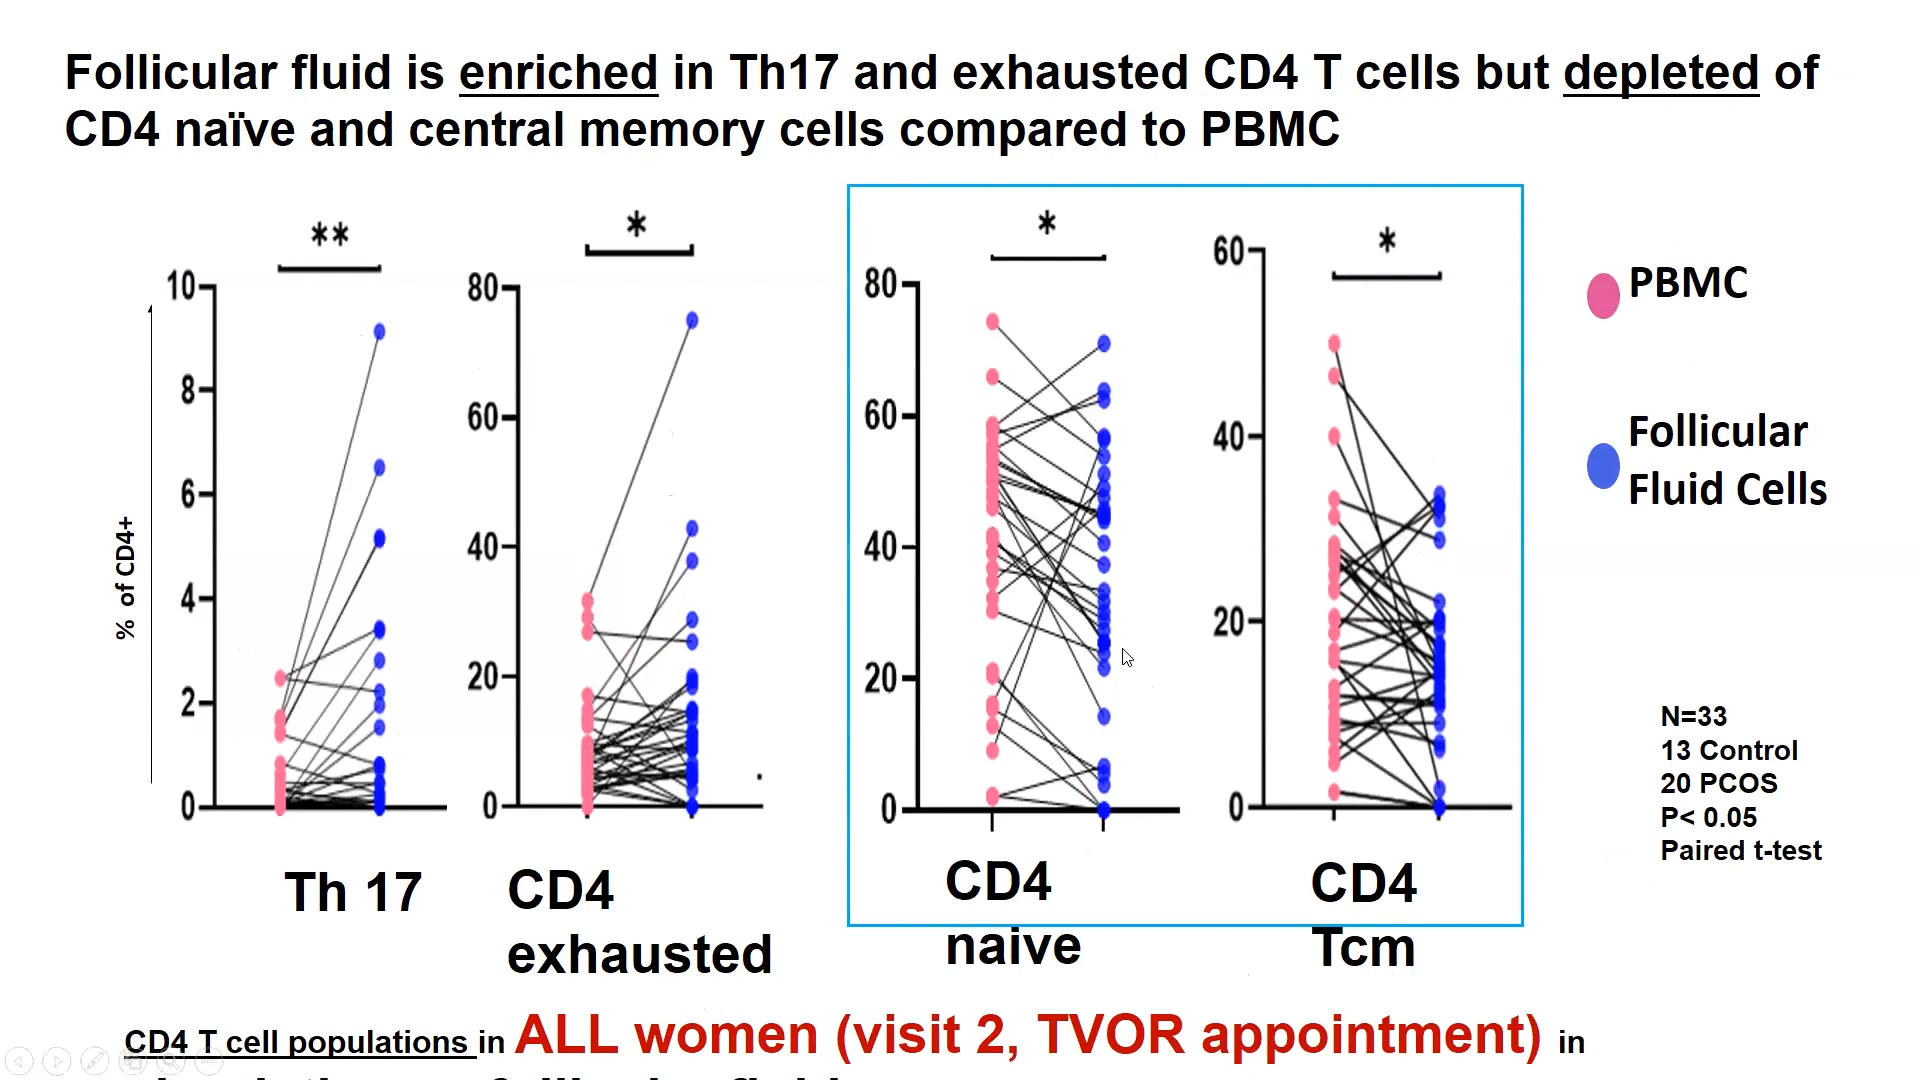 Follicular fluid is enriched in Th17 and exhausted CD4 T cells but depleted of
CD4 naïve and central memory cells compared to PBMC
**
*
*
*
% of CD4+
10
8
6
4
2
0
80
60
40
20
0
80
60
40
20
0
60
40
20
0
Th 17
CD4
exhausted
CD4
naive
CD4
Tcm
PBMC
Follicular
Fluid Cells
N=33
13 Control
20 PCOS
P< 0.05
Paired t-test
CD4 T cell populations in ALL women (visit 2, TVOR appointment) in